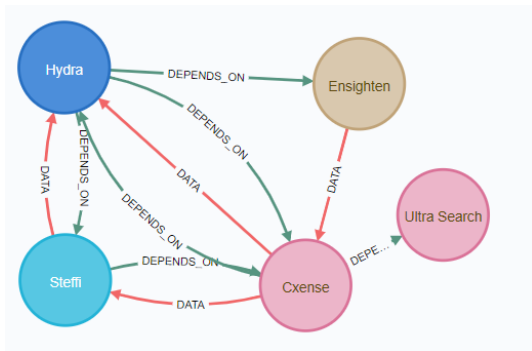 Hydra
DEPENDS_ON
Ensighten
DEPENDS_ON
DATA
DEPENDS_ON
DATA
DATA
DEPENDS_ON
Ultra Search
DEPENDS_ON
DEPE...
Steffi
Cxense
DATA